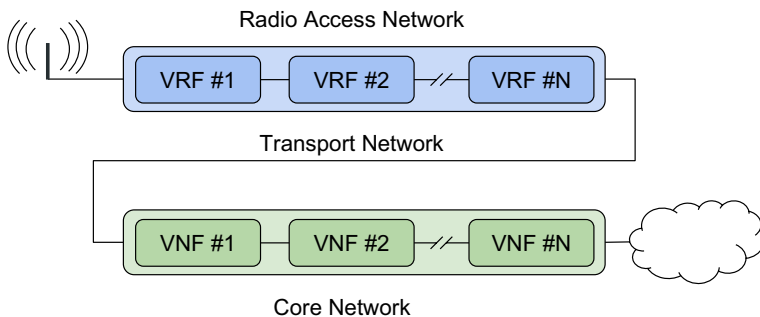 Radio Access Network
VRF #1
VRF #2
VRF #N
Transport Network
VNF #1
VNF #2
VNF #N
Core Network